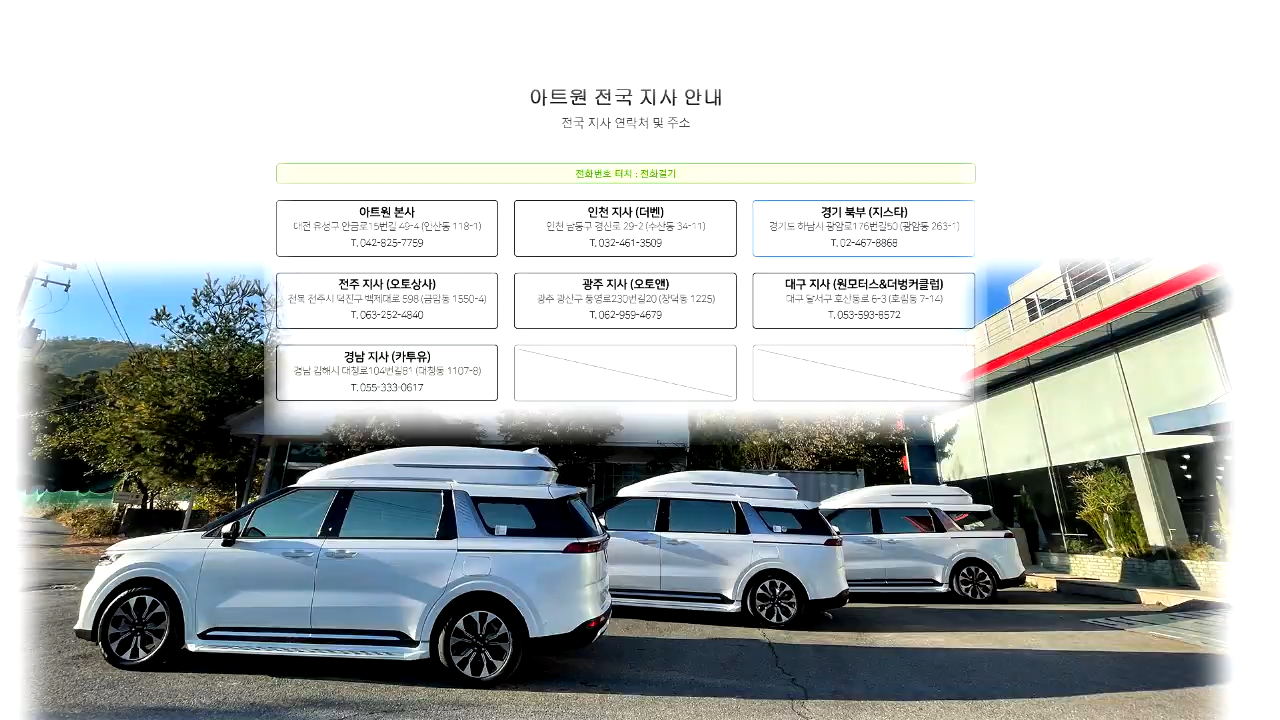 아트원 전국 지사 안내
전국 지사 연락처 및 주소
전화번호 터치 : 전화걸기
아트원 본사
대전 유성구 안금로15번길 49-4 (안산동 118-1)
T. 042-825-7759
인천 지사 (더벤)
인천 남동구 경신로 29-2 (수산동 34-11)
T. 032-461-3509
경기 북부 (지스타)
경기도 하남시 광암로176번길50 (광암동 263-1)
T. 02-467-8868
전주 지사 (오토상사)
전북 전주시 덕진구 백제대로 598 (금암동 1550-4)
T. 063-252-4840
광주 지사 (오토앤)
광주 광산구 풍영로230번길20 (장덕동 1225)
T. 062-959-4679
대구 지사 (원모터스&더벙커클럽)
대구 달서구 호산동로 6-3 (호림동 7-14)
T. 053-593-8572
경남 지사 (카투유)
경남 김해시 대청로104번길81 (대청동 1107-8)
T. 055-333-0617